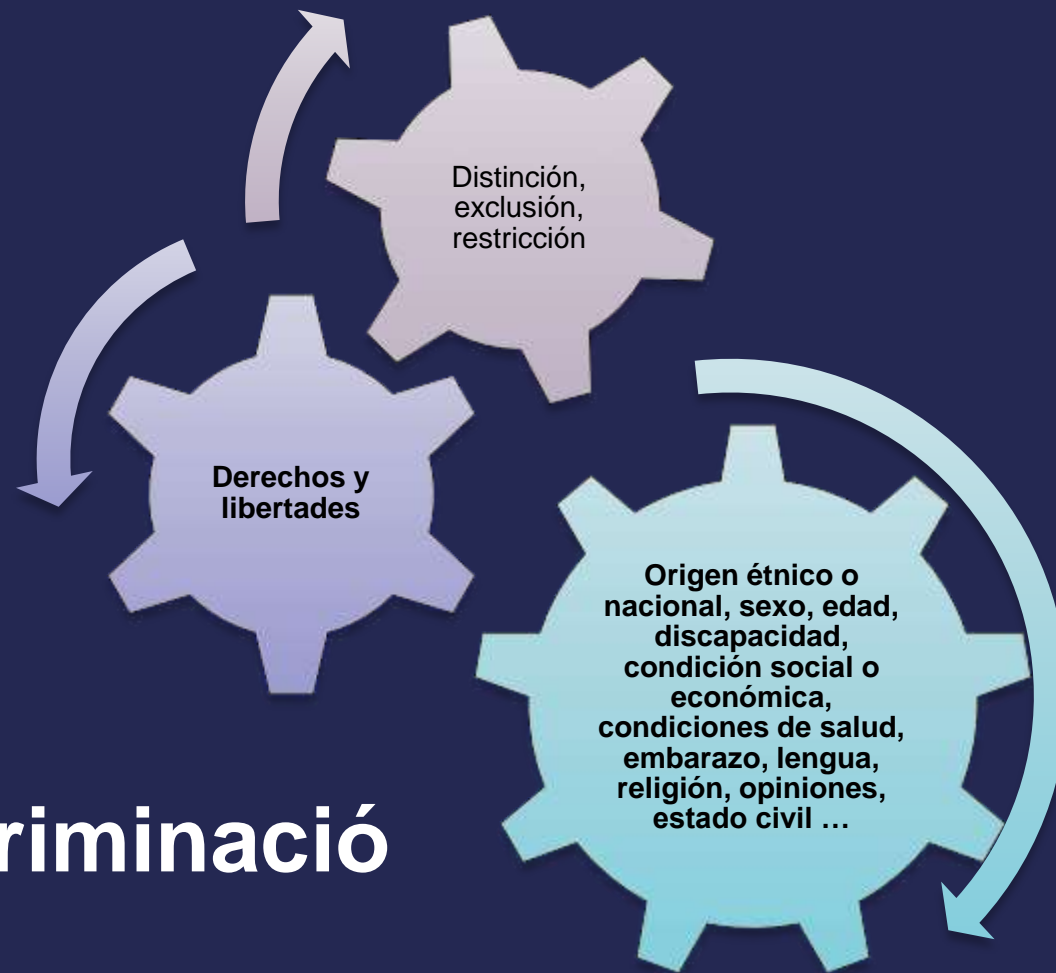 Distinción,
exclusión,
restricción
Derechos y
libertades
Origen étnico o
nacional, sexo, edad,
discapacidad,
condición social o
económica,
condiciones de salud,
embarazo, lengua,
religión, opiniones,
estado civil …
riminació